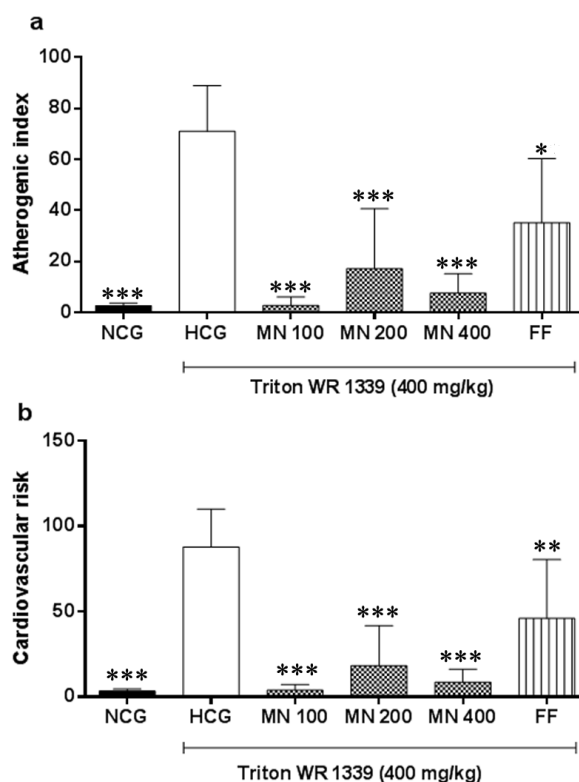 a
Atherogenic index
100
80
60
40
20
0
***
***
***
***
*
NCG HCG MN 100 MN 200 MN 400 FF
Triton WR 1339 (400 mg/kg)
b
Cardiovascular risk
150
100
50
0
***
***
***
***
**
NCG HCG MN 100 MN 200 MN 400 FF
Triton WR 1339 (400 mg/kg)